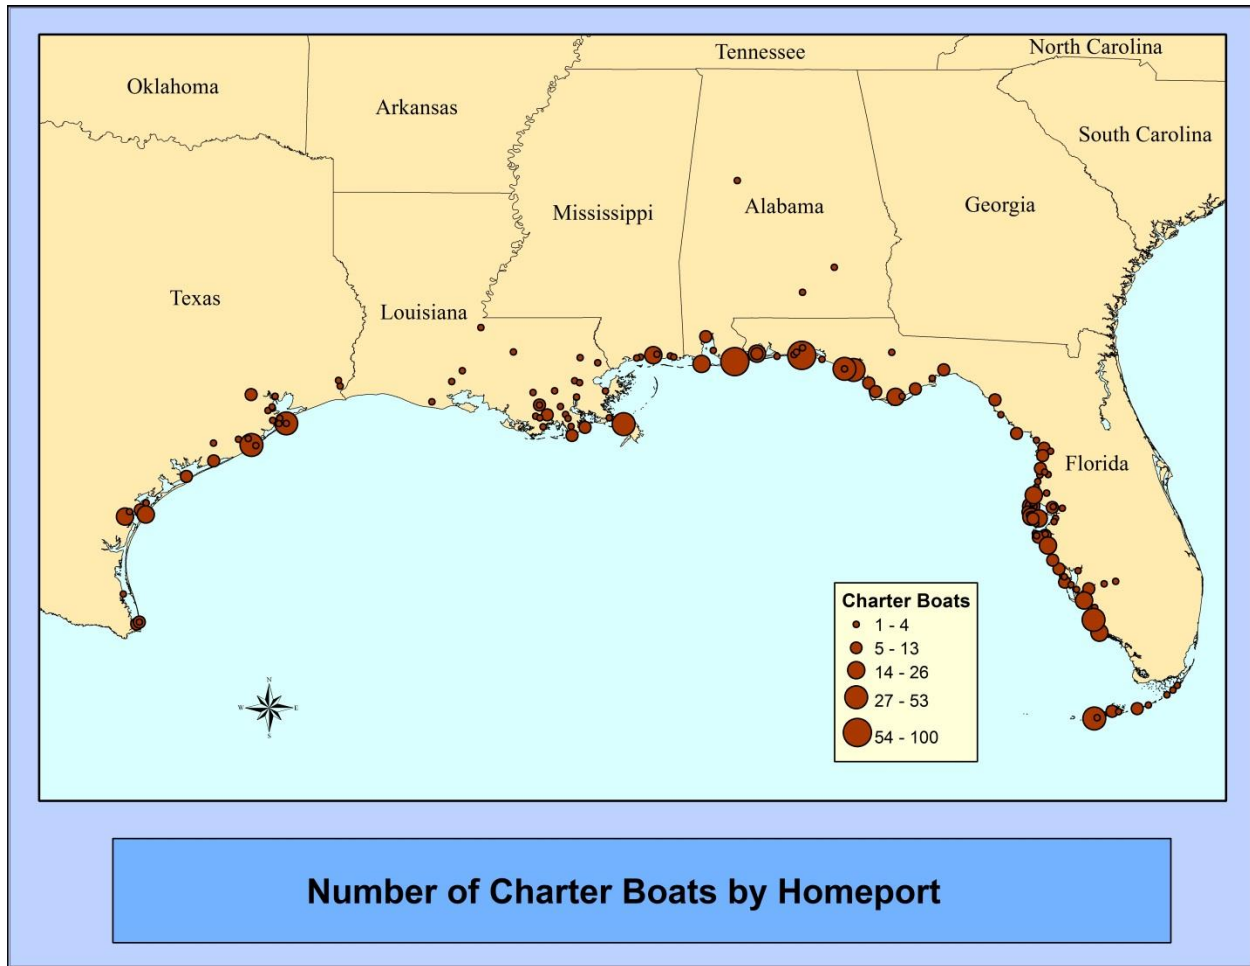 North Carolina
Tennessee
Oklahoma
Arkansas
South Carolina
Mississippi
Alabama
Georgia
Texas
Louisiana
Florida
Charter Boats
1 - 4
5 - 13
14 - 26
27 - 53
54 - 100
N
W
E
S
Number of Charter Boats by Homeport